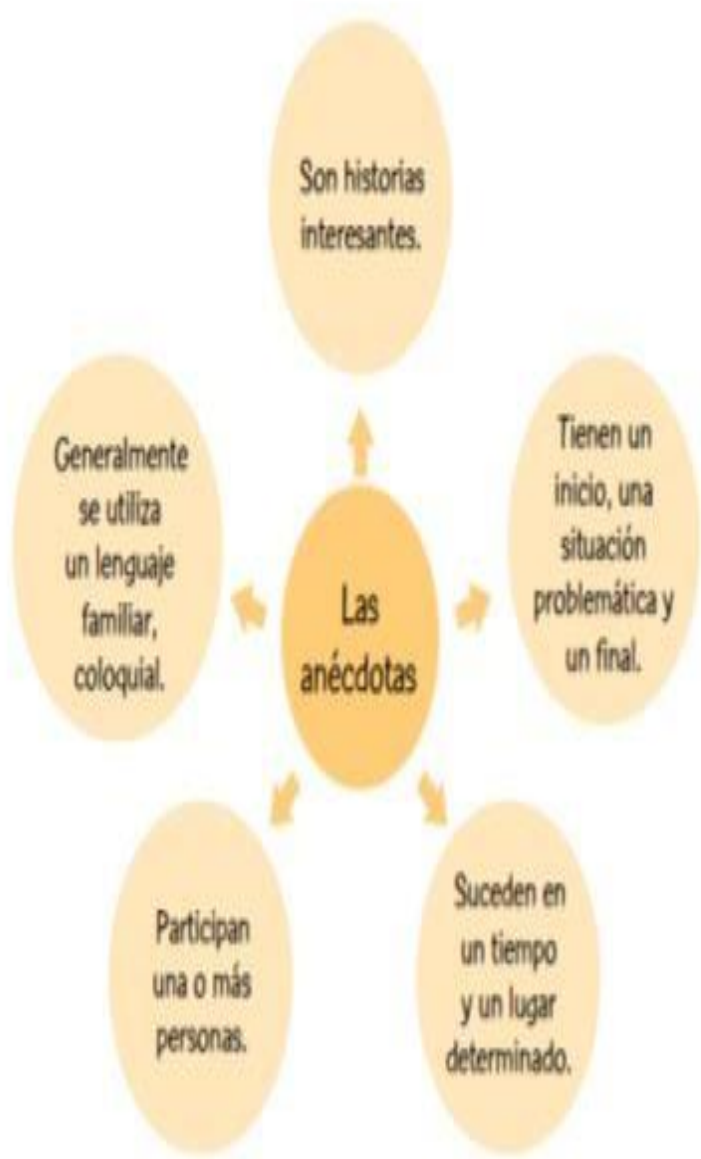 Son historias
interesantes.
Generalmente
se utiliza
un lenguaje
familiar,
coloquial.
Las
anécdotas
Tienen un
inicio, una
situación
problemática y
un final.
Participan
una o más
personas.
Suceden en
un tiempo
y un lugar
determinado.